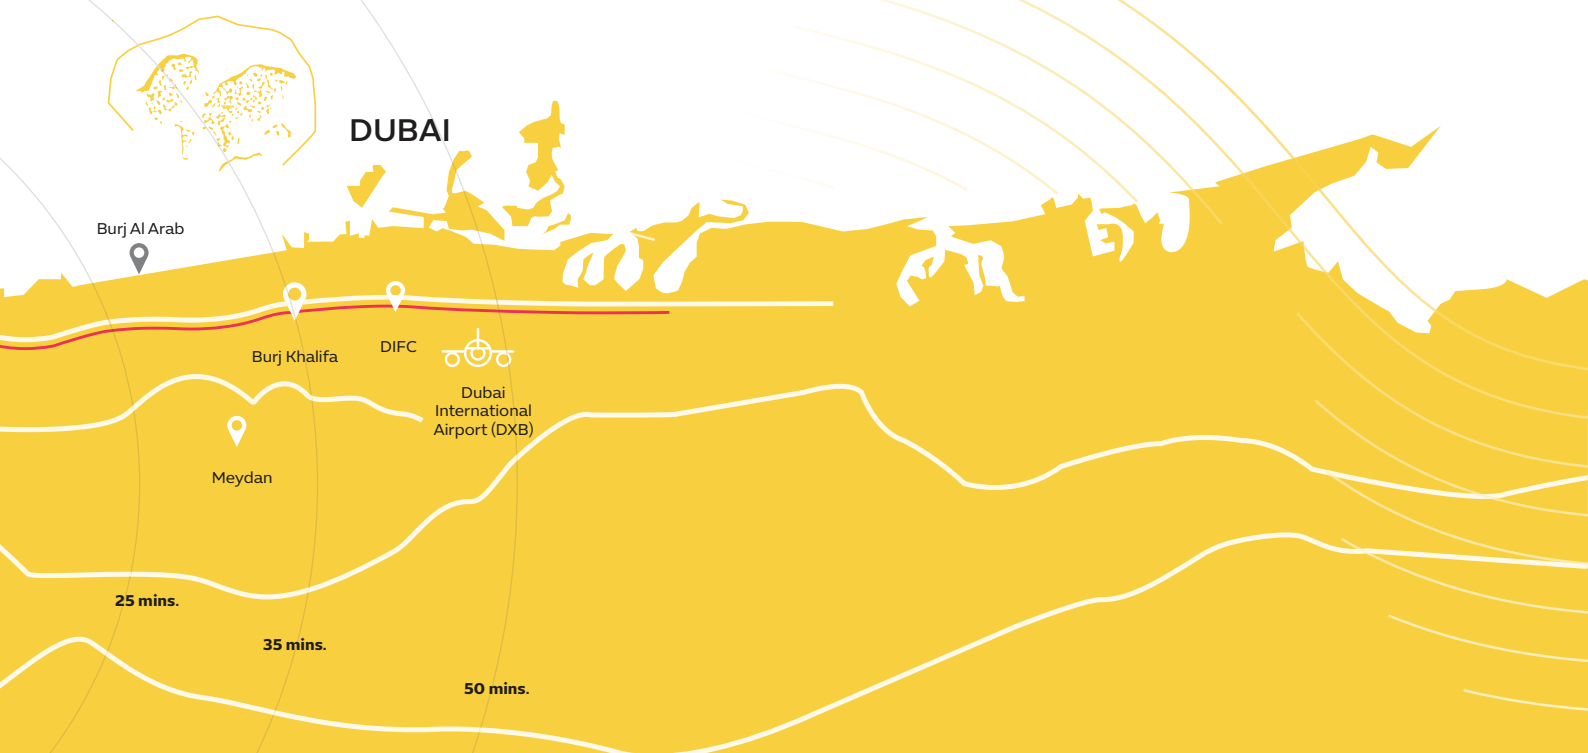 DUBAI
Burj Al Arab
Burj Khalifa
DIFC
Dubai
International
Airport (DXB)
Meydan
25 mins.
35 mins.
50 mins.